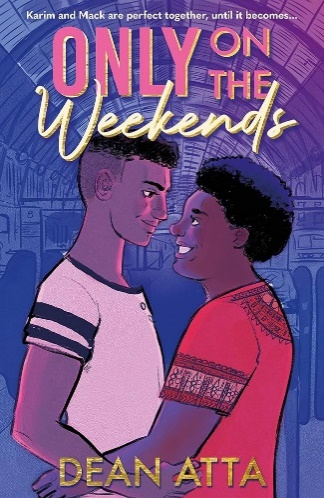 Karim and Mack are perfect together, until it becomes...
ONLY ON
THE
Weekends
DEAN ATTA